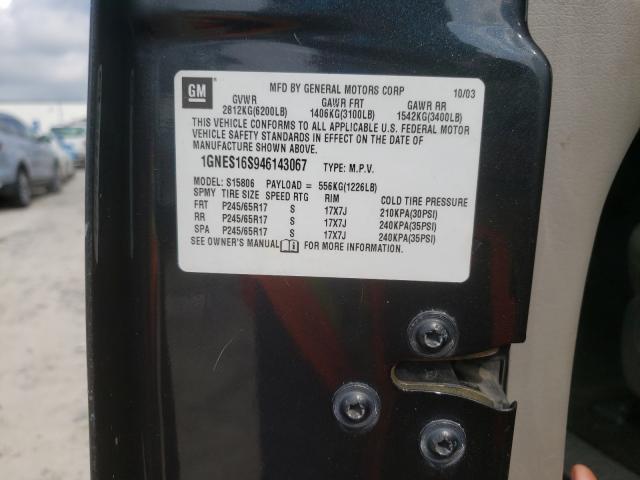 GM
MFD BY GENERAL MOTORS CORP 10/03
GVWR GAWR FRT GAWR RR
2812KG(6200LB) 1406KG(3100LB) 1542KG(3400LB)
THIS VEHICLE CONFORMS TO ALL APPLICABLE U.S. FEDERAL MOTOR
VEHICLE SAFETY STANDARDS IN EFFECT ON THE DATE OF
MANUFACTURE SHOWN ABOVE.
1GNES16S946143067 TYPE: M.P.V.
MODEL: S15806 PAYLOAD = 556KG(1226LB)
SPMY TIRE SIZE SPEED RTG RIM COLD TIRE PRESSURE
FRT P245/65R17 S 17X7J 210KPA(30PSI)
RR P245/65R17 S 17X7J 240KPA(35PSI)
SPA P245/65R17 S 17X7J 240KPA(35PSI)
SEE OWNER'S MANUAL FOR MORE INFORMATION.